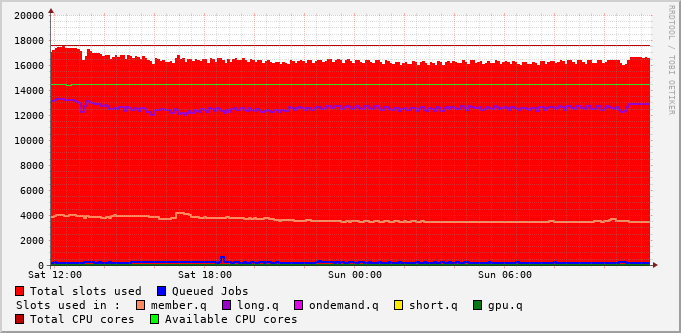 20000
18000
16000
14000
12000
10000
8000
6000
4000
2000
0
Sat 12:00 Sat 18:00 Sun 00:00 Sun 06:00
Total slots used Queued Jobs
Slots used in : member.q long.q ondemand.q short.q gpu.q
Total CPU cores Available CPU cores
RRDTOOL / TOBI OETIKER